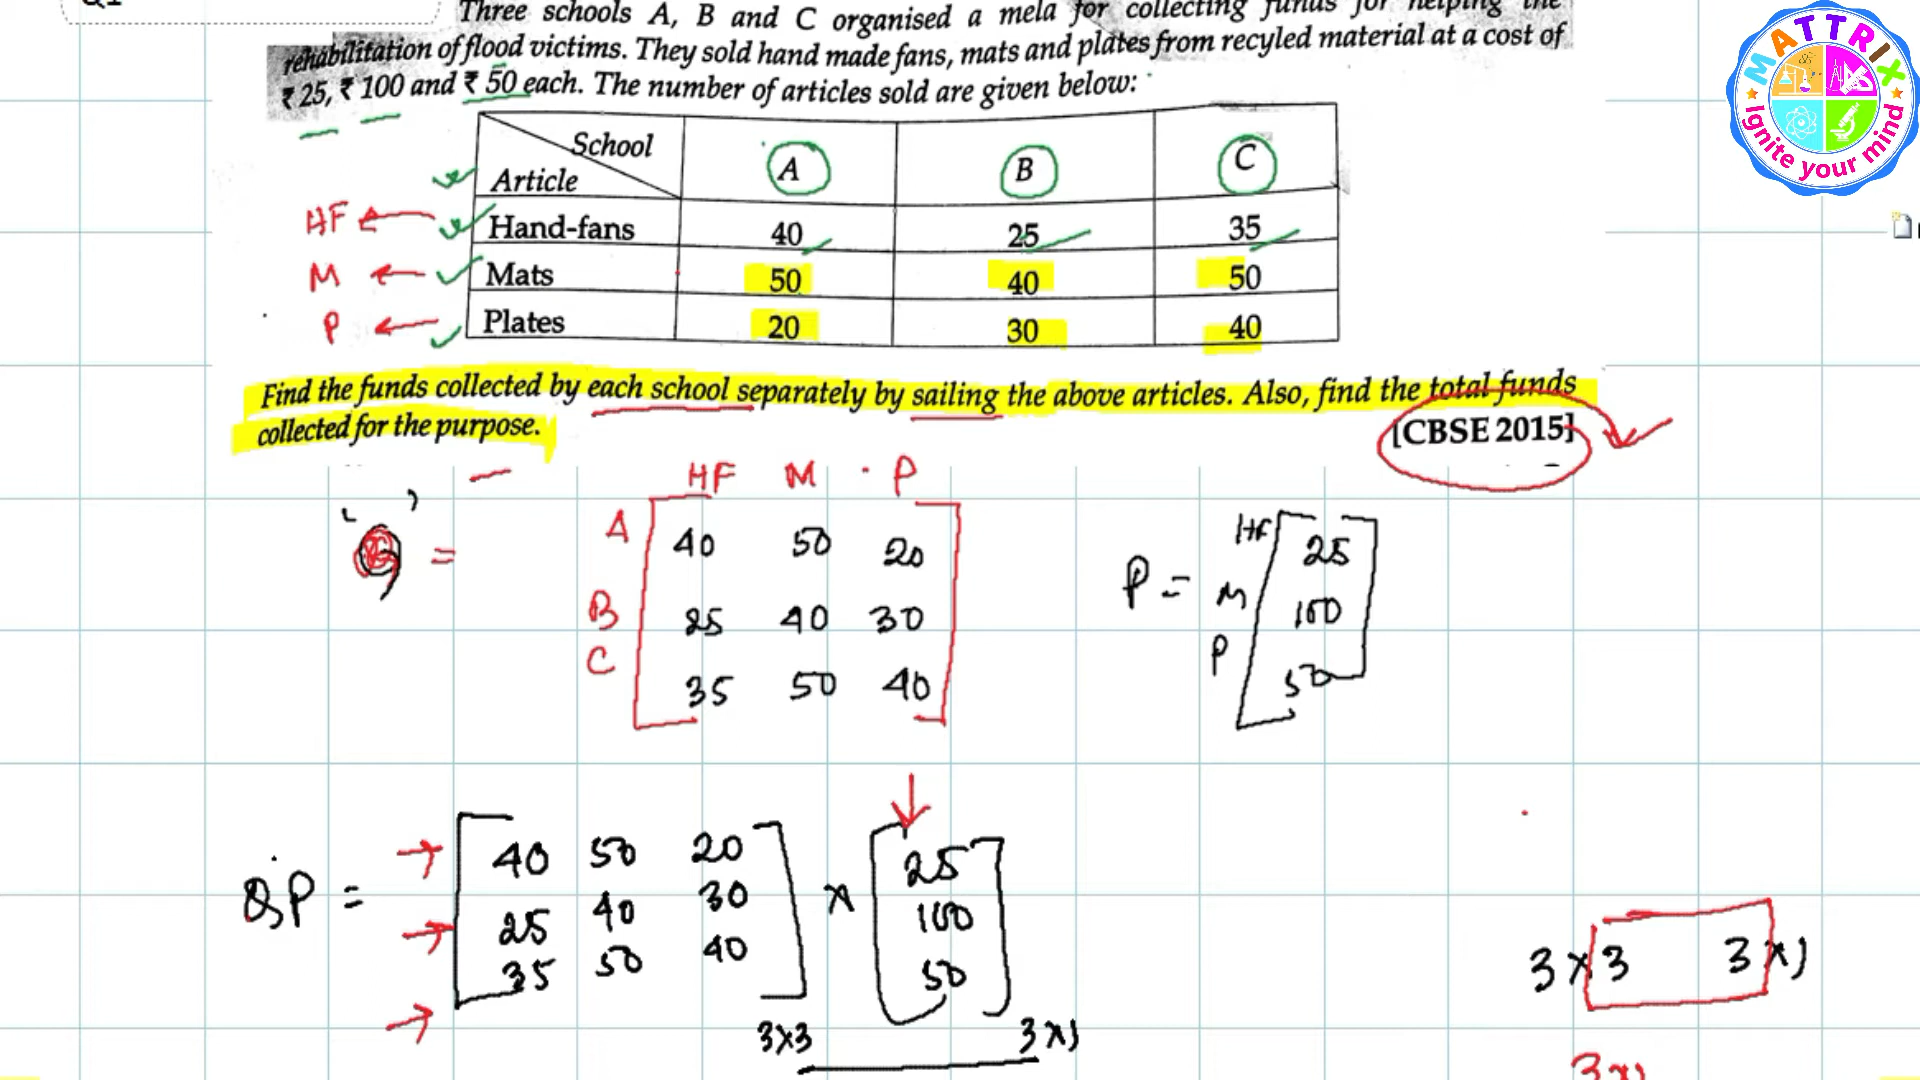 Q1
Three schools A, B and C organised a mela for collecting funds for helping the
rehabilitation of flood victims. They sold hand made fans, mats and plates from recyled material at a cost of
₹ 25, ₹ 100 and ₹ 50 each. The number of articles sold are given below:
School
Article A B C
HF Hand-fans 40 25 35
M Mats 50 40 50
P Plates 20 30 40
Find the funds collected by each school separately by sailing the above articles. Also, find the total funds
collected for the purpose.
[CBSE 2015]
HF M P
A 40 50 20
B 25 40 30
C 35 50 40
P =
HF 25
M 100
P 50
QP =
40 50 20
25 40 30
35 50 40
3x3
x
25
100
50
3x1
3x3 3x1
3x1
MATTRIX
Ignite your mind